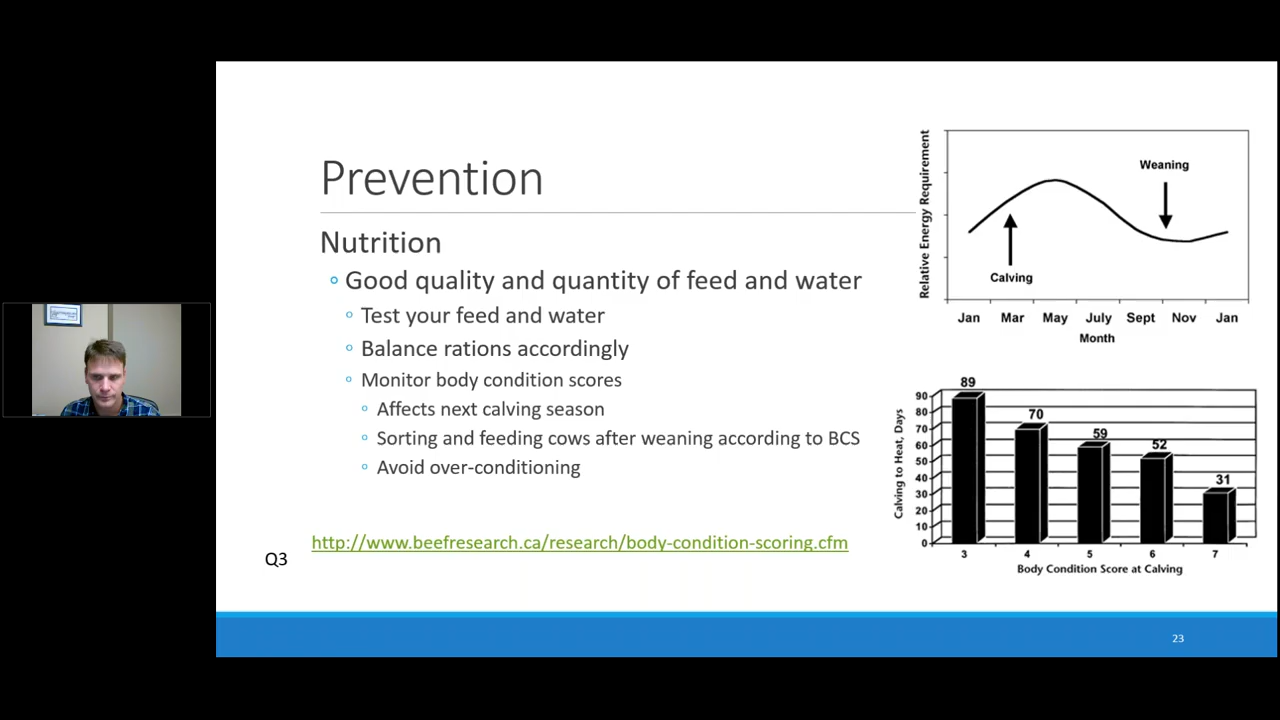 Prevention
Nutrition
Good quality and quantity of feed and water
Test your feed and water
Balance rations accordingly
Monitor body condition scores
Affects next calving season
Sorting and feeding cows after weaning according to BCS
Avoid over-conditioning
http://www.beefresearch.ca/research/body-condition-scoring.cfm
Q3
Relative Energy Requirement
Weaning
Calving
Jan Mar May July Sept Nov Jan
Month
Calving to Heat, Days
90
80
70
60
50
40
30
20
10
0
89
70
59
52
31
3 4 5 6 7
Body Condition Score at Calving
23